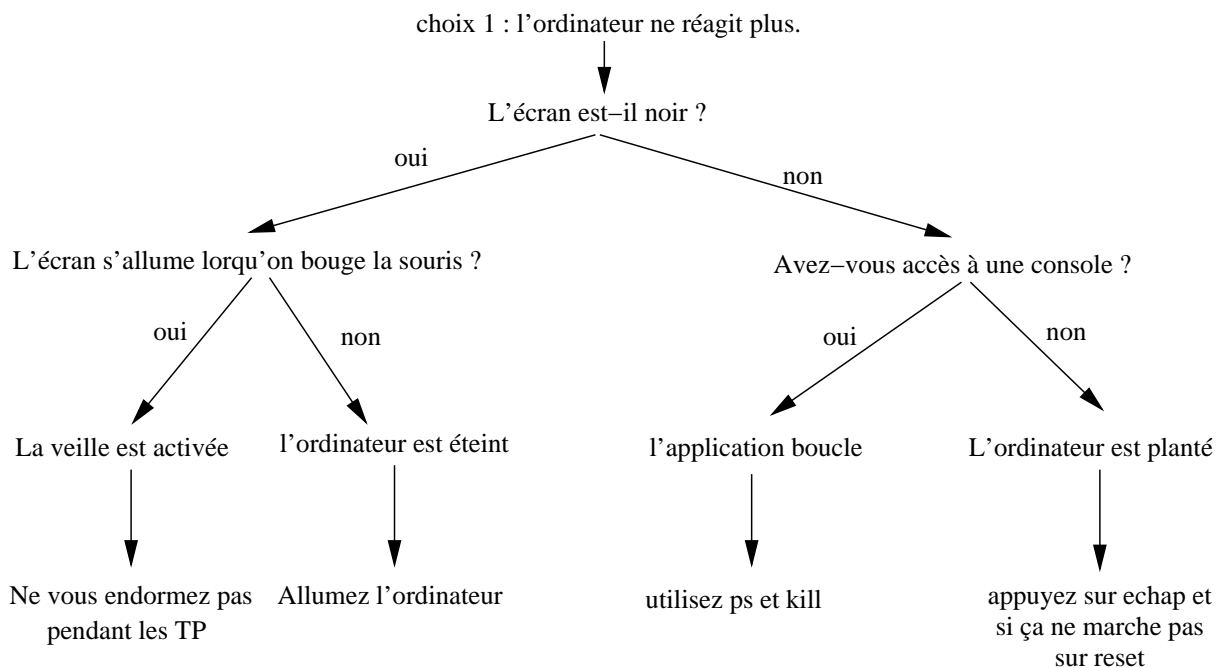 choix 1 : l'ordinateur ne réagit plus.
L'écran est−il noir ?
oui
non
L'écran s'allume lorqu'on bouge la souris ?
Avez−vous accès à une console ?
oui
non
oui
non
La veille est activée
l'ordinateur est éteint
l'application boucle
L'ordinateur est planté
Ne vous endormez pas
pendant les TP
Allumez l'ordinateur
utilisez ps et kill
appuyez sur echap et
si ça ne marche pas
sur reset